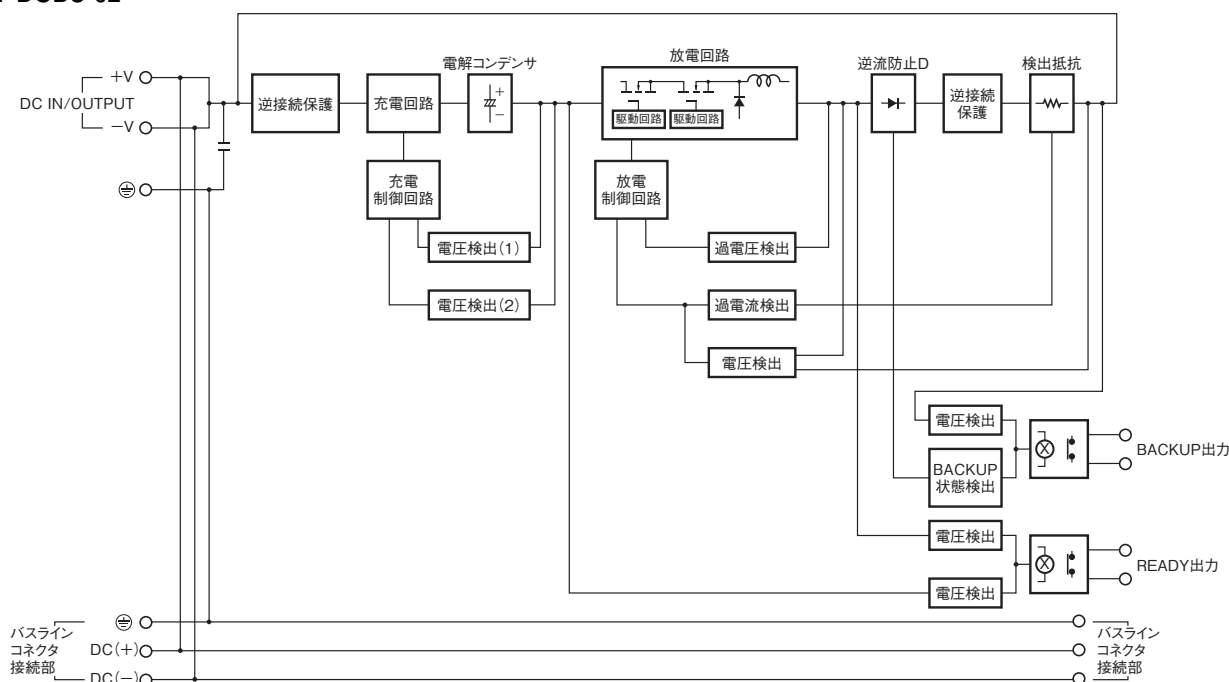 電解コンデンサ
放電回路
逆流防止D
検出抵抗
+V
DC IN/OUTPUT
−V
逆接続保護
充電回路
+
−
駆動回路
駆動回路
逆接続
保護
充電
制御回路
放電
制御回路
電圧検出(1)
過電圧検出
電圧検出(2)
過電流検出
電圧検出
電圧検出
BACKUP出力
BACKUP
状態検出
電圧検出
READY出力
電圧検出
バスライン
コネクタ
接続部
DC(+)
DC(−)
バスライン
コネクタ
接続部